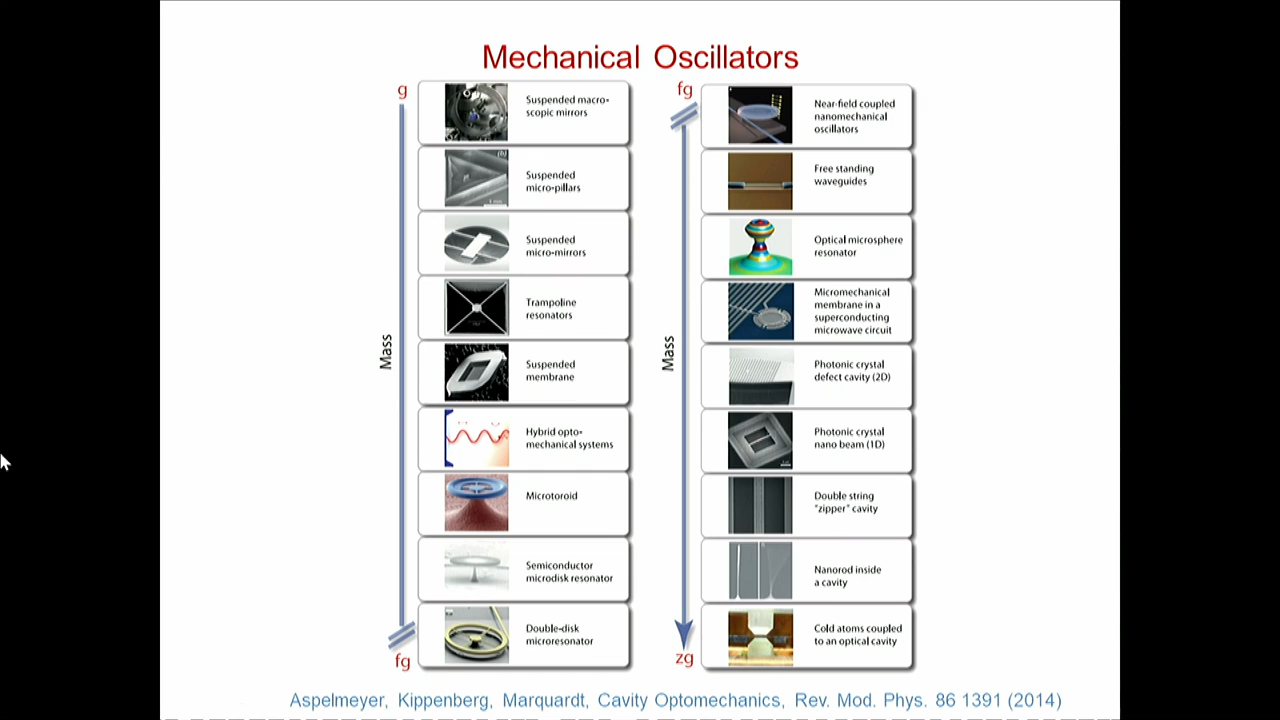 Mechanical Oscillators
g
Mass
fg
Suspended macro-
scopic mirrors
Suspended
micro-pillars
Suspended
micro-mirrors
Trampoline
resonators
Suspended
membrane
Hybrid opto-
mechanical systems
Microtoroid
Semiconductor
microdisk resonator
Double-disk
microresonator
fg
Mass
zg
Near-field coupled
nanomechanical
oscillators
Free standing
waveguides
Optical microsphere
resonator
Micromechanical
membrane in a
superconducting
microwave circuit
Photonic crystal
defect cavity (2D)
Photonic crystal
nano beam (1D)
Double string
"zipper" cavity
Nanorod inside
a cavity
Cold atoms coupled
to an optical cavity
Aspelmeyer, Kippenberg, Marquardt, Cavity Optomechanics, Rev. Mod. Phys. 86 1391 (2014)